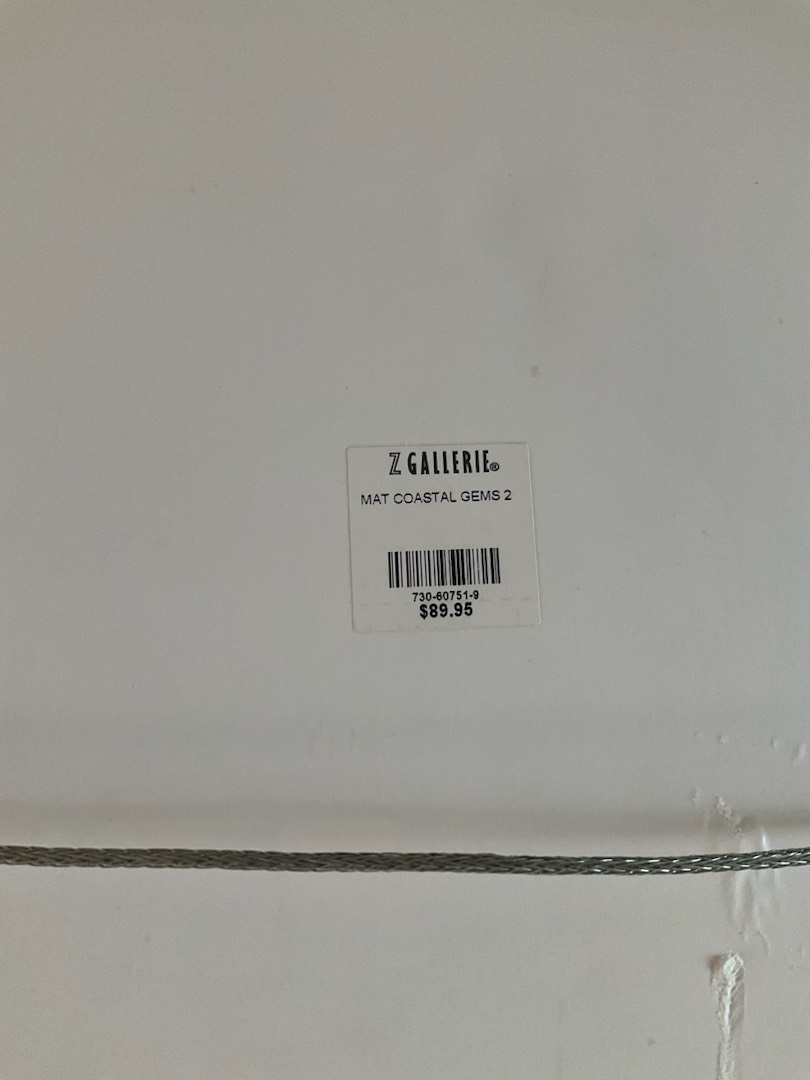 Z GALLERIE®
MAT COASTAL GEMS 2
730-60751-9
$89.95